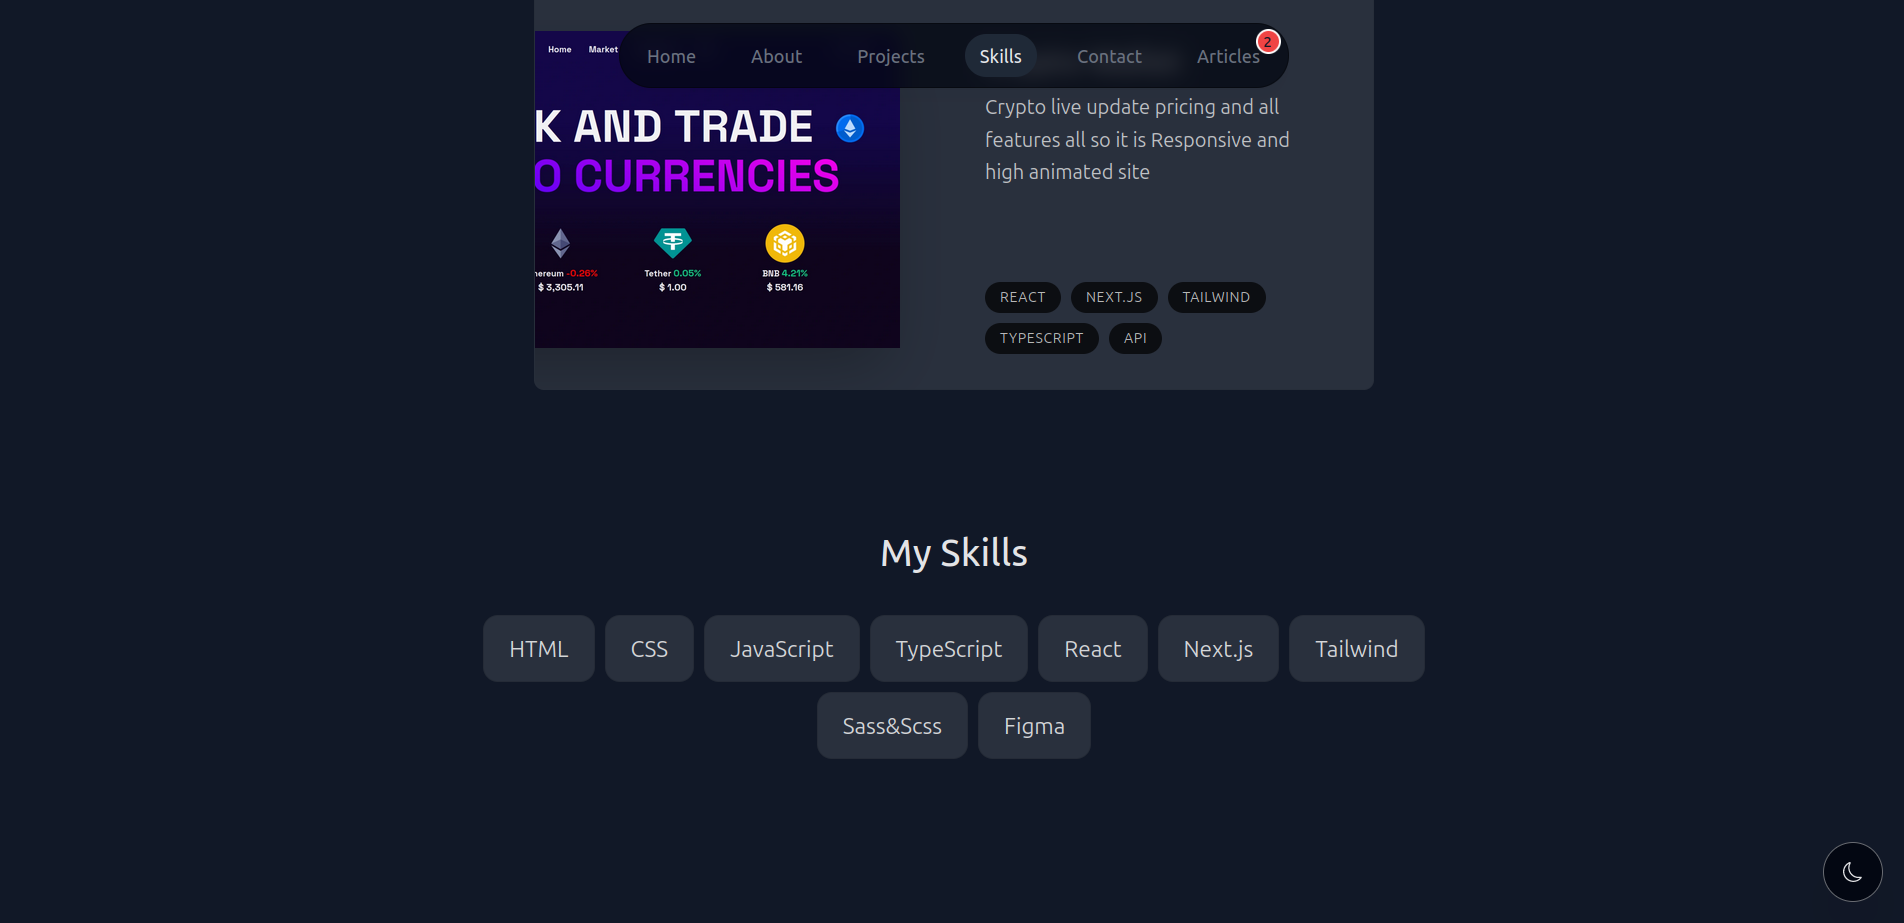 Home About Projects Skills Contact Articles 2
Home Market
K AND TRADE
O CURRENCIES
hereum -0.26% Tether 0.05% BNB 4.21%
$ 3,305.11 $ 1.00 $ 581.16
Crypto live update pricing and all
features all so it is Responsive and
high animated site
REACT NEXT.JS TAILWIND
TYPESCRIPT API
My Skills
HTML CSS JavaScript TypeScript React Next.js Tailwind
Sass&Scss Figma